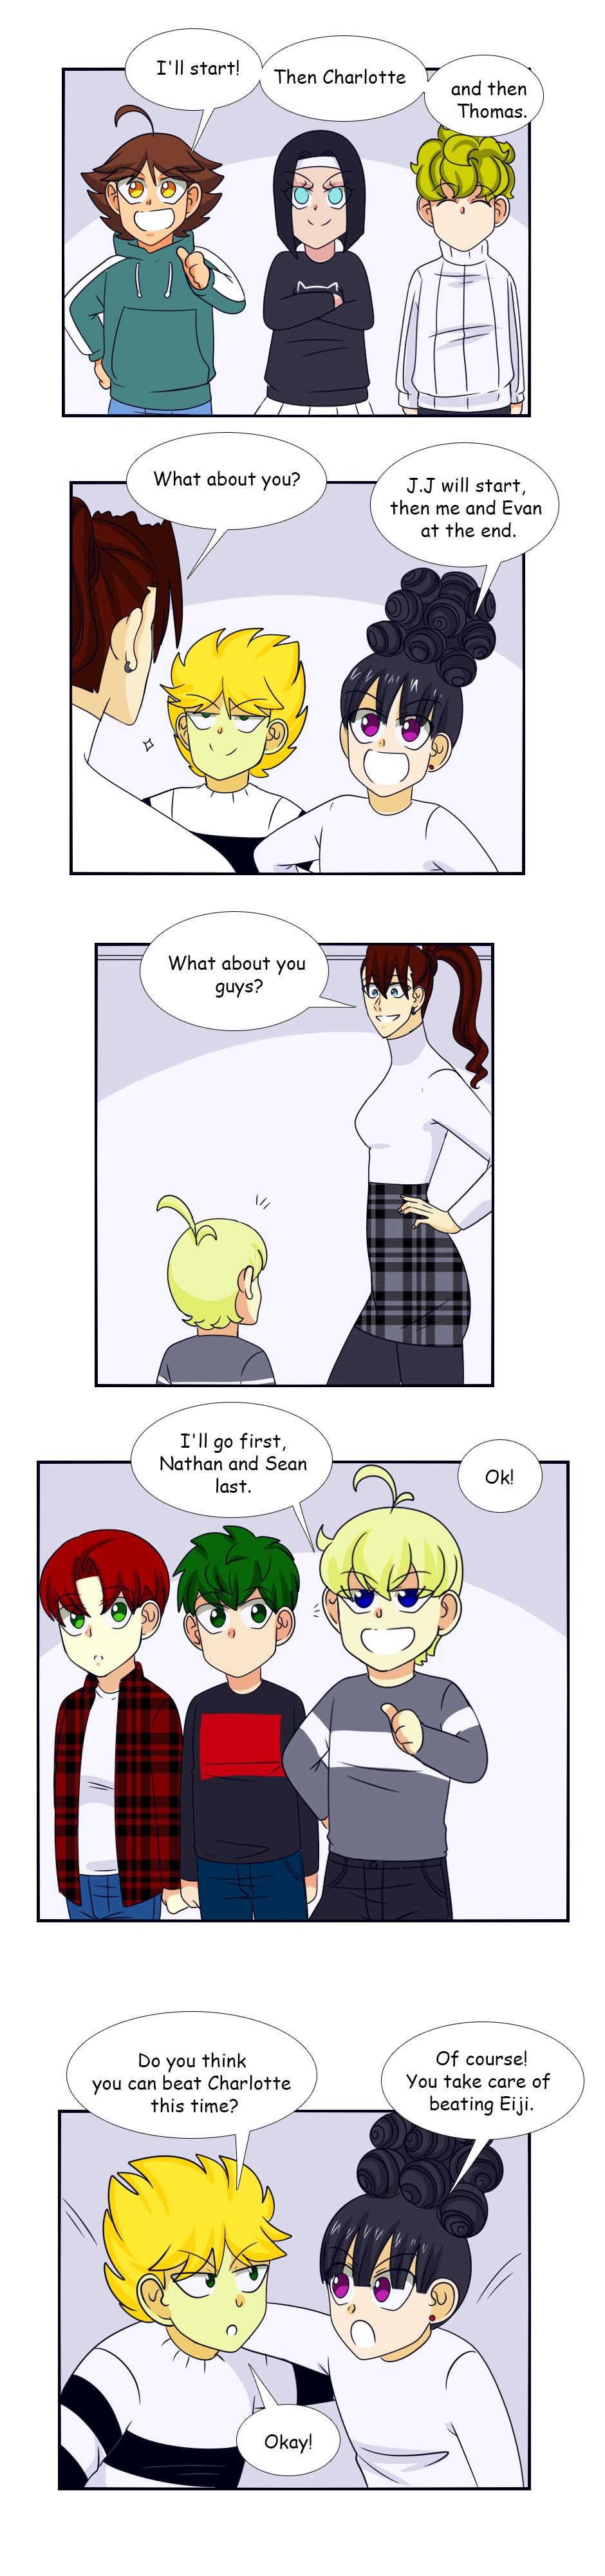 I'll start!
Then Charlotte
and then
Thomas.
What about you?
J.J will start,
then me and Evan
at the end.
What about you
guys?
I'll go first,
Nathan and Sean
last.
Ok!
Do you think
you can beat Charlotte
this time?
Of course!
You take care of
beating Eiji.
Okay!